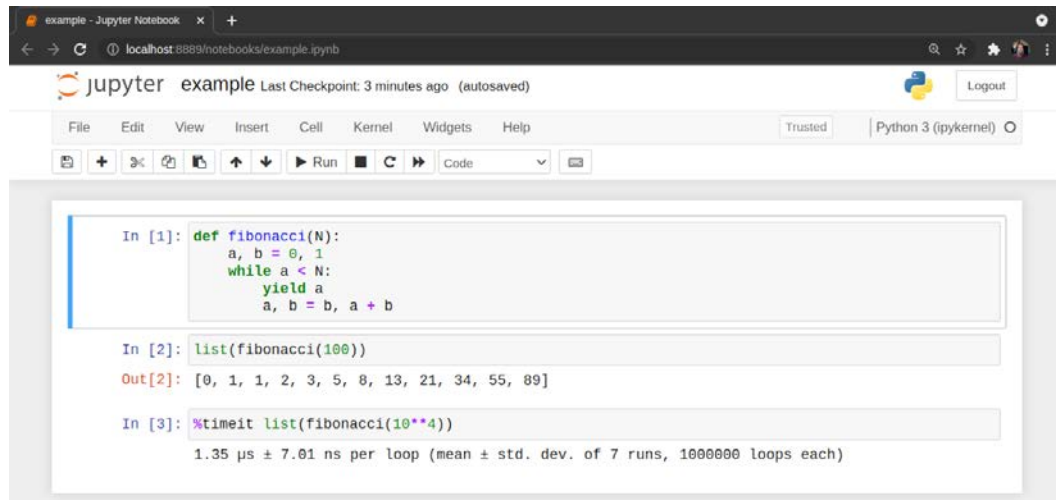 example - Jupyter Notebook
localhost:8889/notebooks/example.ipynb
jupyter example Last Checkpoint: 3 minutes ago (autosaved) Logout
File Edit View Insert Cell Kernel Widgets Help Trusted Python 3 (ipykernel)
Run Code
In [1]: def fibonacci(N):
a, b = 0, 1
while a < N:
yield a
a, b = b, a + b
In [2]: list(fibonacci(100))
Out[2]: [0, 1, 1, 2, 3, 5, 8, 13, 21, 34, 55, 89]
In [3]: %timeit list(fibonacci(10**4))
1.35 µs ± 7.01 ns per loop (mean ± std. dev. of 7 runs, 1000000 loops each)